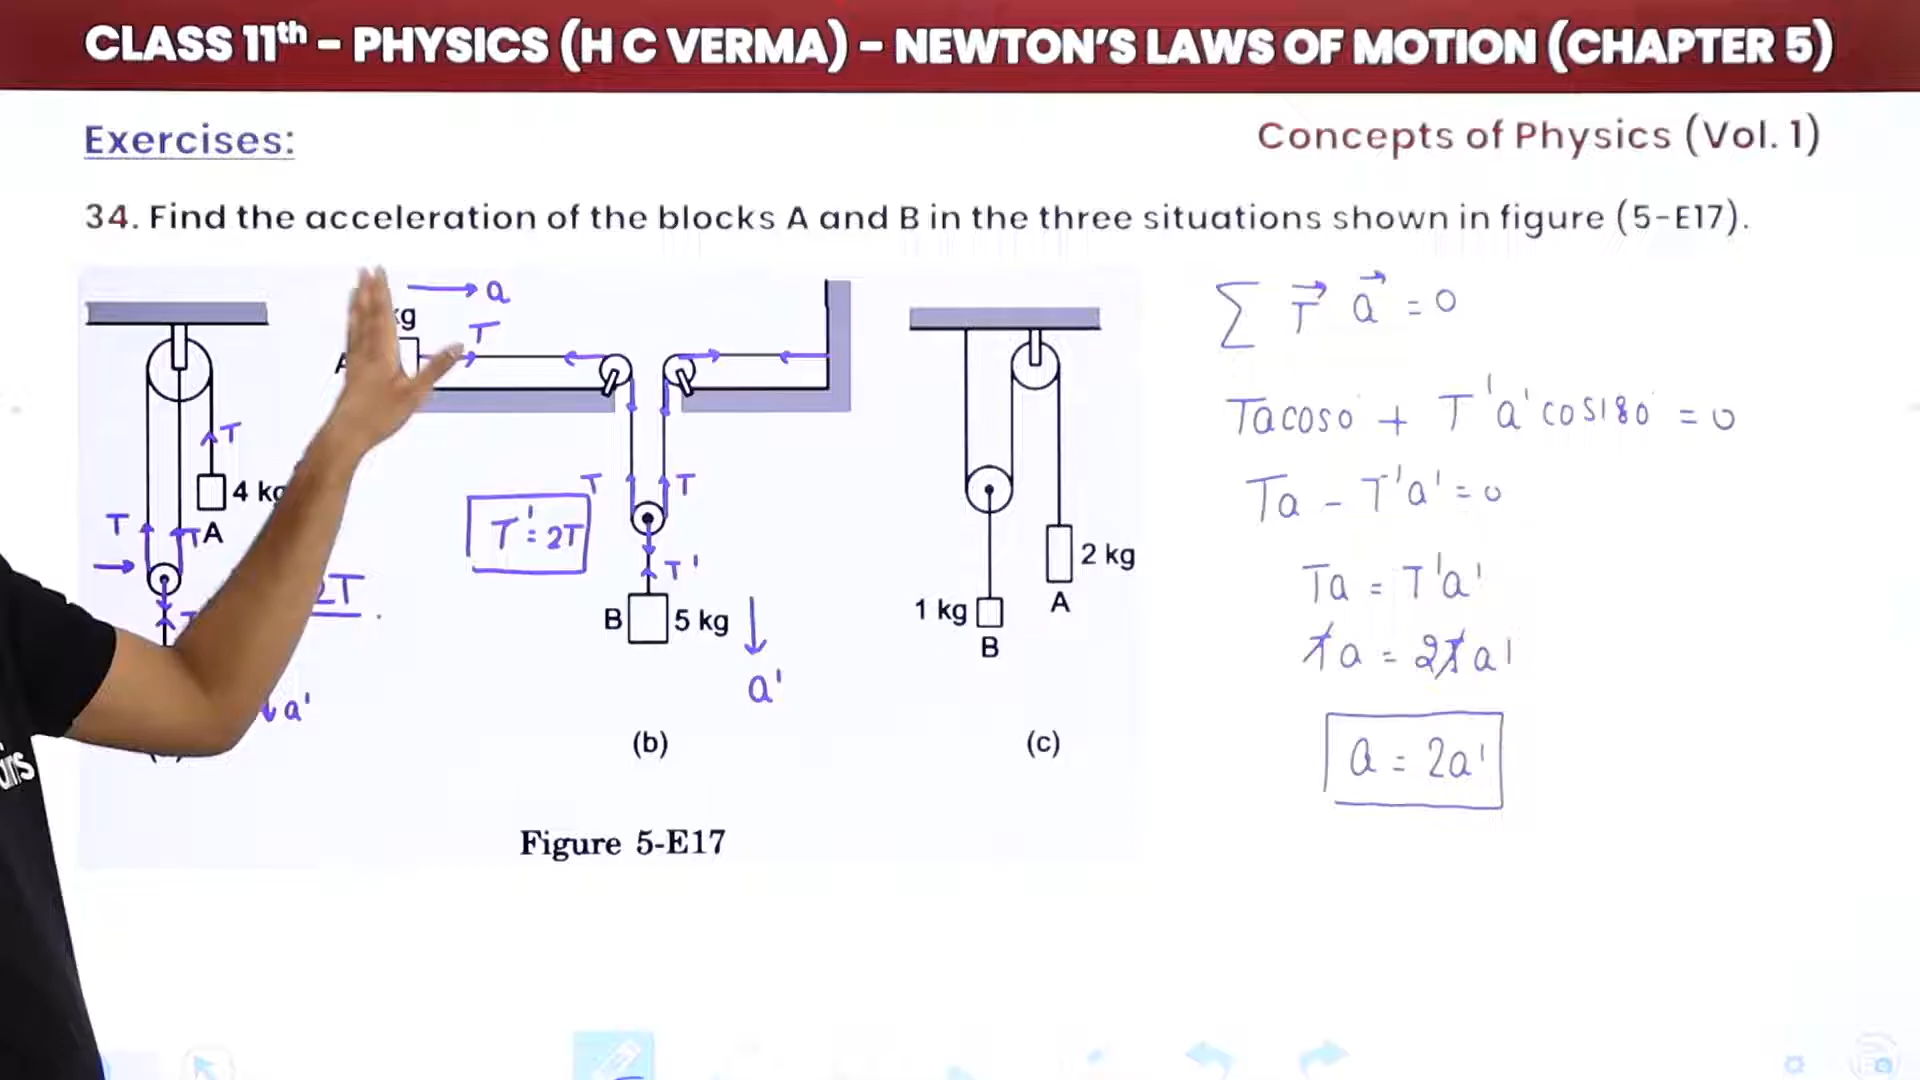 CLASS 11th – PHYSICS (H C VERMA) – NEWTON'S LAWS OF MOTION (CHAPTER 5)
Exercises:
Concepts of Physics (Vol. 1)
34. Find the acceleration of the blocks A and B in the three situations shown in figure (5-E17).
a
kg
T
A
T
4 kg
A
T
T
2T
a'
T
T
T' = 2T
T'
B
5 kg
a'
(b)
2 kg
A
1 kg
B
(c)
Figure 5-E17
∑ T⃗ a⃗ = 0
Ta cos0 + T'a' cos180 = 0
Ta - T'a' = 0
Ta = T'a'
Ta = 2Ta'
a = 2a'